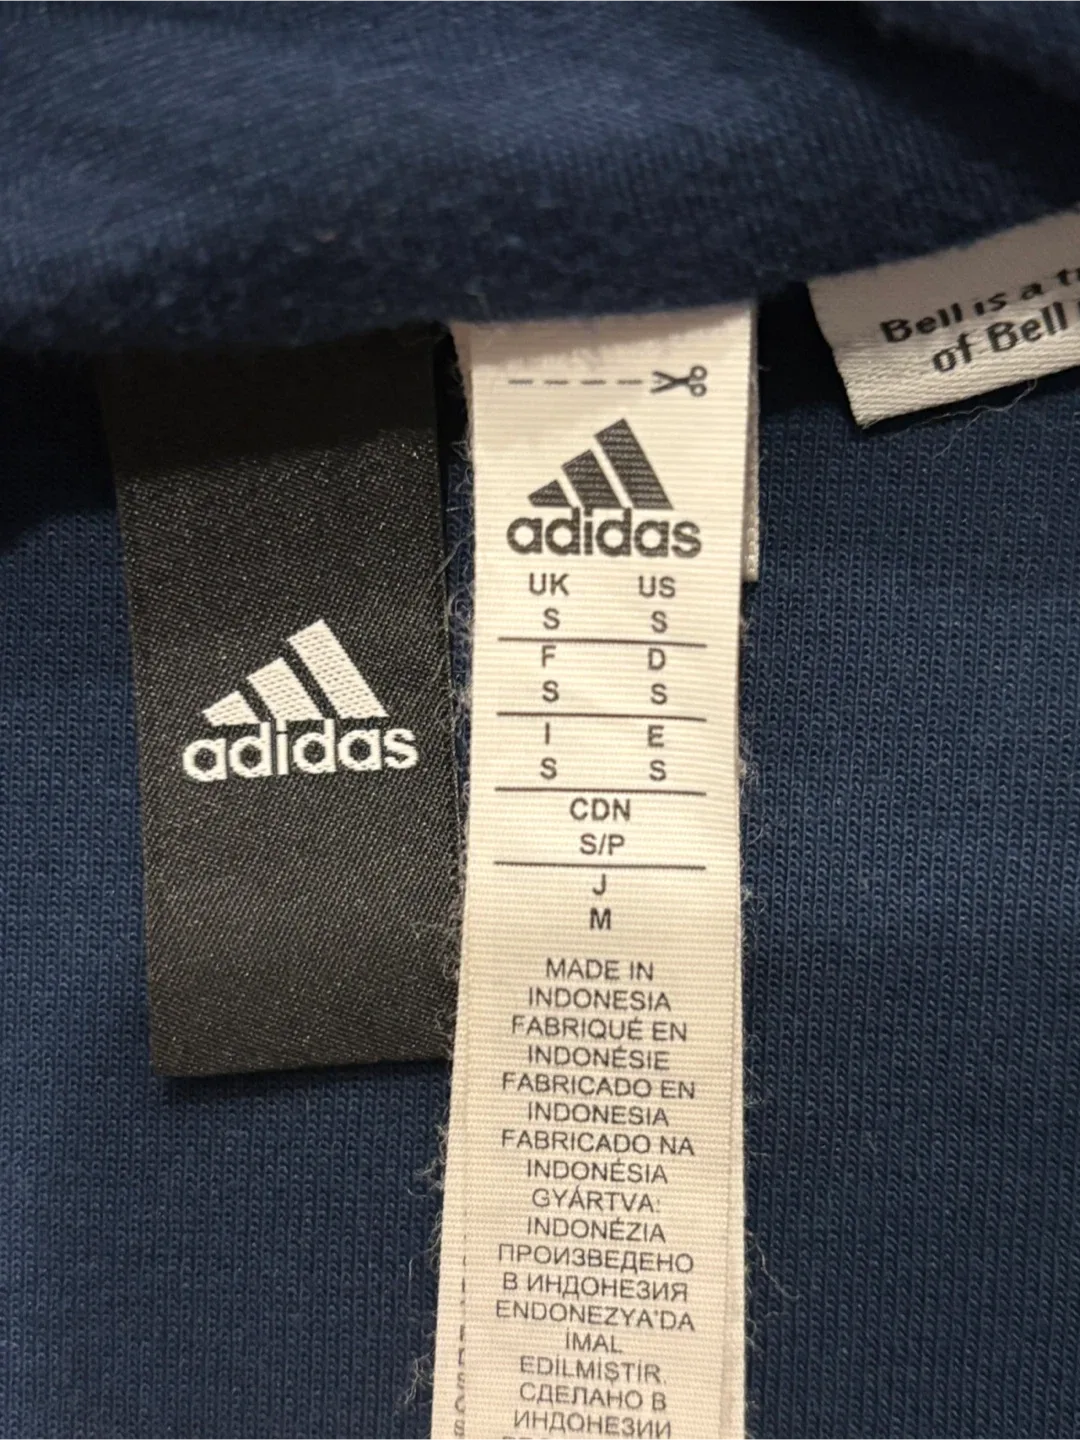 Bell is a
of Bell
adidas
adidas
UK US
S S
F D
S S
I E
S S
CDN
S/P
J
M
MADE IN
INDONESIA
FABRIQUÉ EN
INDONÉSIE
FABRICADO EN
INDONESIA
FABRICADO NA
INDONÉSIA
GYÁRTVA:
INDONÉZIA
ПРОИЗВЕДЕНО
В ИНДОНЕЗИЯ
ENDONEZYA'DA
İMAL
EDİLMİŞTİR.
СДЕЛАНО В
ИНДОНЕЗИИ